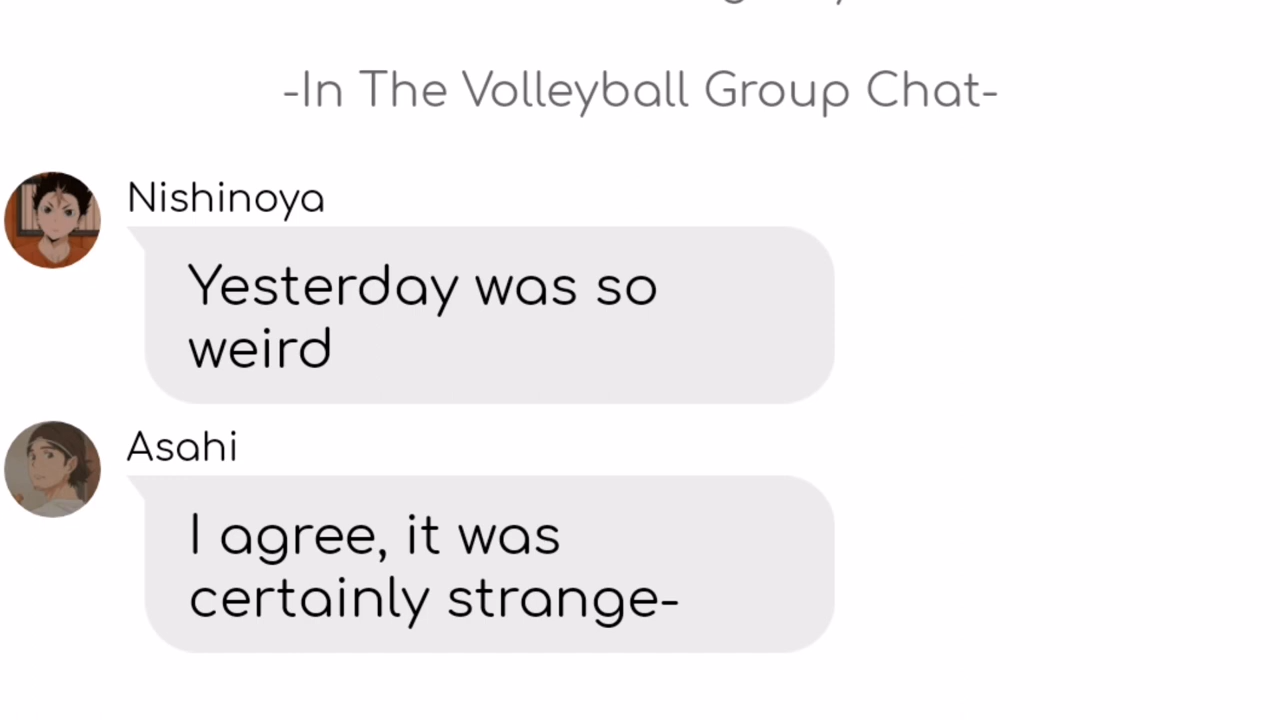 -In The Volleyball Group Chat-
Nishinoya
Yesterday was so
weird
Asahi
I agree, it was
certainly strange-